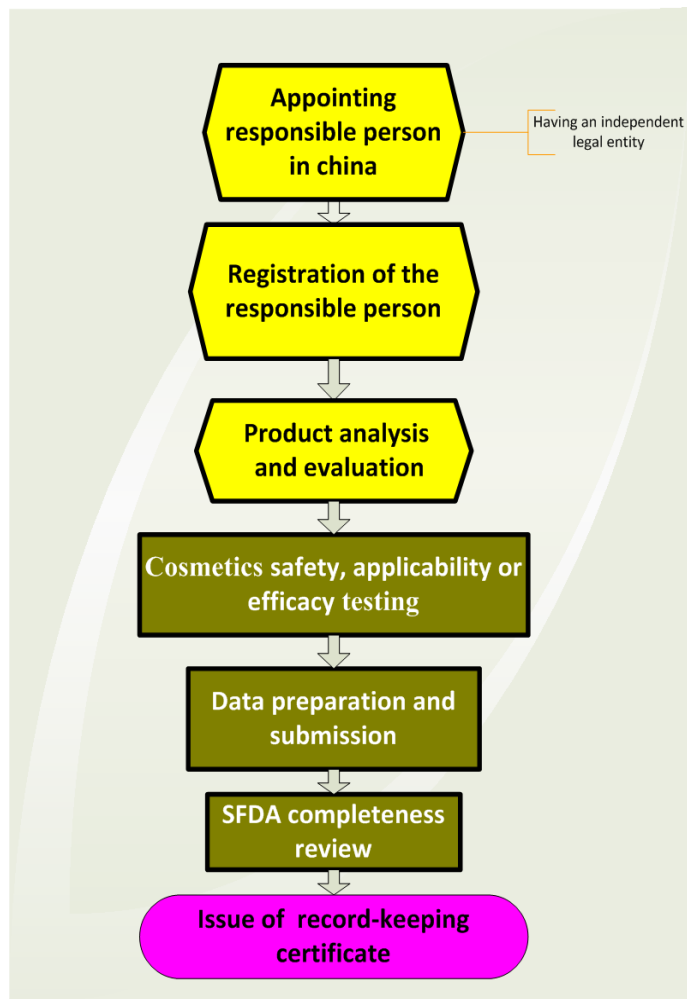 Appointing
responsible person
in china
Having an independent
legal entity
Registration of the
responsible person
Product analysis
and evaluation
Cosmetics safety, applicability or
efficacy testing
Data preparation and
submission
SFDA completeness
review
Issue of record-keeping
certificate